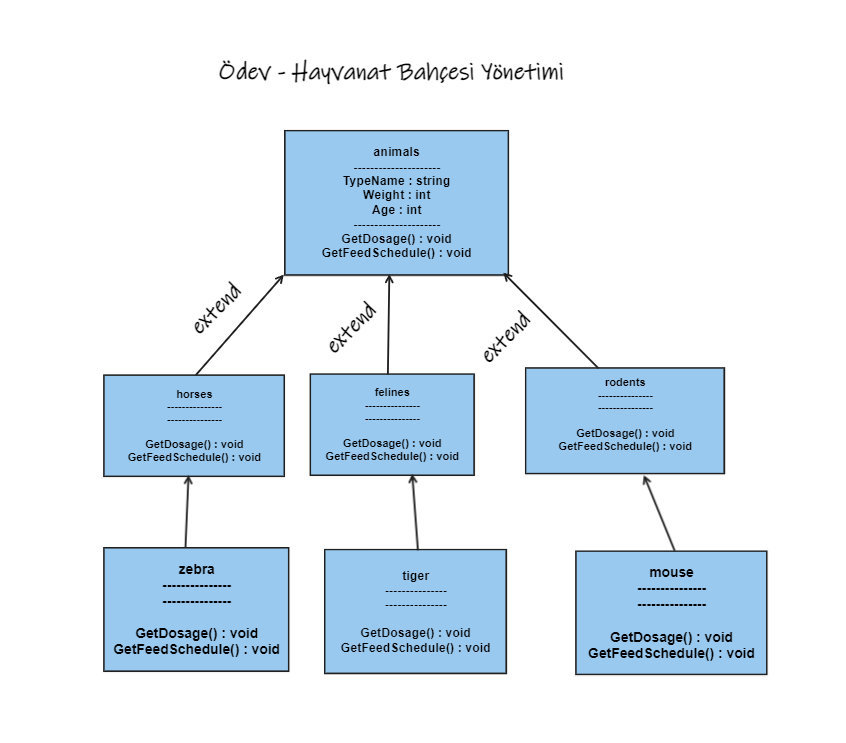 Ödev - Hayvanat Bahçesi Yönetimi
animals
---------------------
TypeName : string
Weight : int
Age : int
---------------------
GetDosage() : void
GetFeedSchedule() : void
extend
extend
extend
horses
---------------
---------------
GetDosage() : void
GetFeedSchedule() : void
felines
---------------
---------------
GetDosage() : void
GetFeedSchedule() : void
rodents
---------------
---------------
GetDosage() : void
GetFeedSchedule() : void
zebra
---------------
---------------
GetDosage() : void
GetFeedSchedule() : void
tiger
---------------
---------------
GetDosage() : void
GetFeedSchedule() : void
mouse
---------------
---------------
GetDosage() : void
GetFeedSchedule() : void